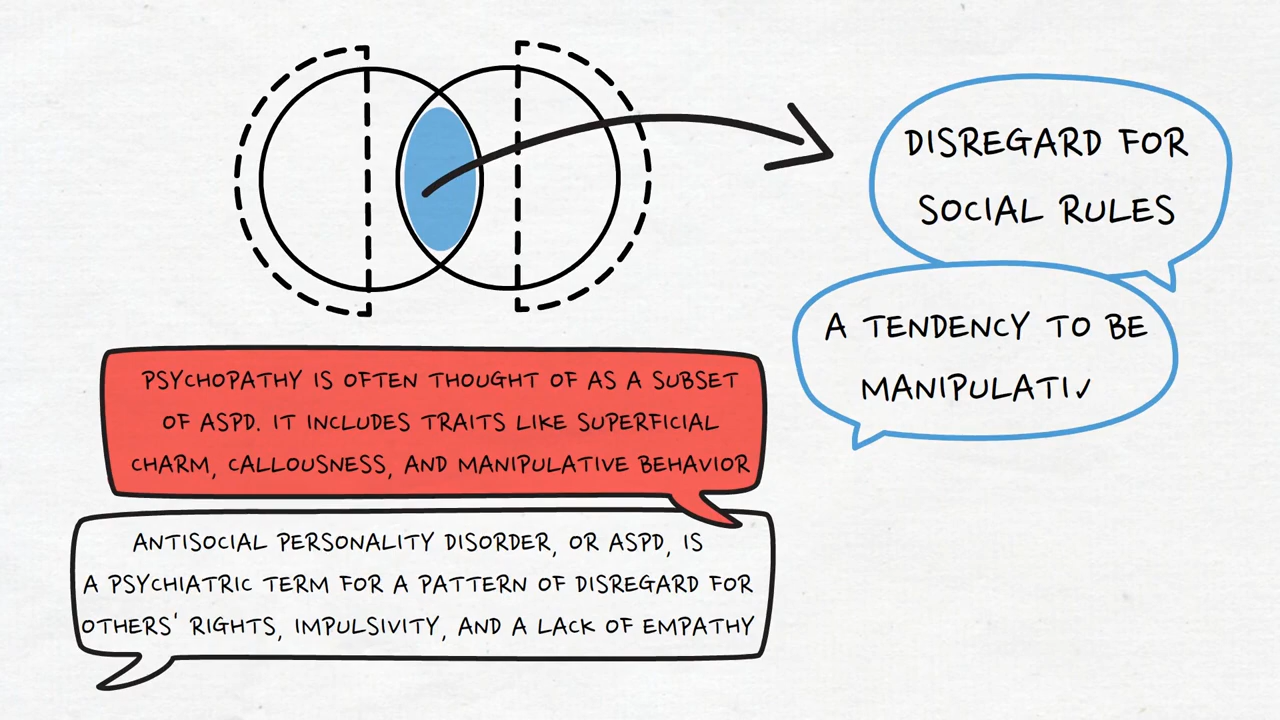 DISREGARD FOR
SOCIAL RULES
A TENDENCY TO BE
MANIPULATIV
PSYCHOPATHY IS OFTEN THOUGHT OF AS A SUBSET
OF ASPD. IT INCLUDES TRAITS LIKE SUPERFICIAL
CHARM, CALLOUSNESS, AND MANIPULATIVE BEHAVIOR
ANTISOCIAL PERSONALITY DISORDER, OR ASPD, IS
A PSYCHIATRIC TERM FOR A PATTERN OF DISREGARD FOR
OTHERS' RIGHTS, IMPULSIVITY, AND A LACK OF EMPATHY